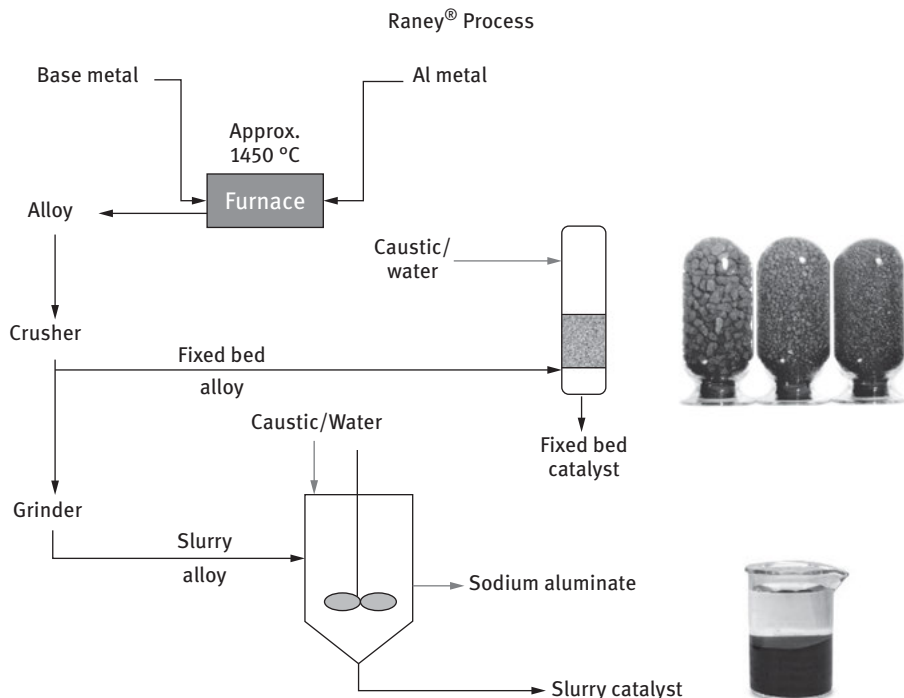 Raney® Process
Base metal
Al metal
Approx.
1450 °C
Furnace
Alloy
Caustic/
water
Crusher
Fixed bed
alloy
Caustic/Water
Fixed bed
catalyst
Grinder
Slurry
alloy
Sodium aluminate
Slurry catalyst